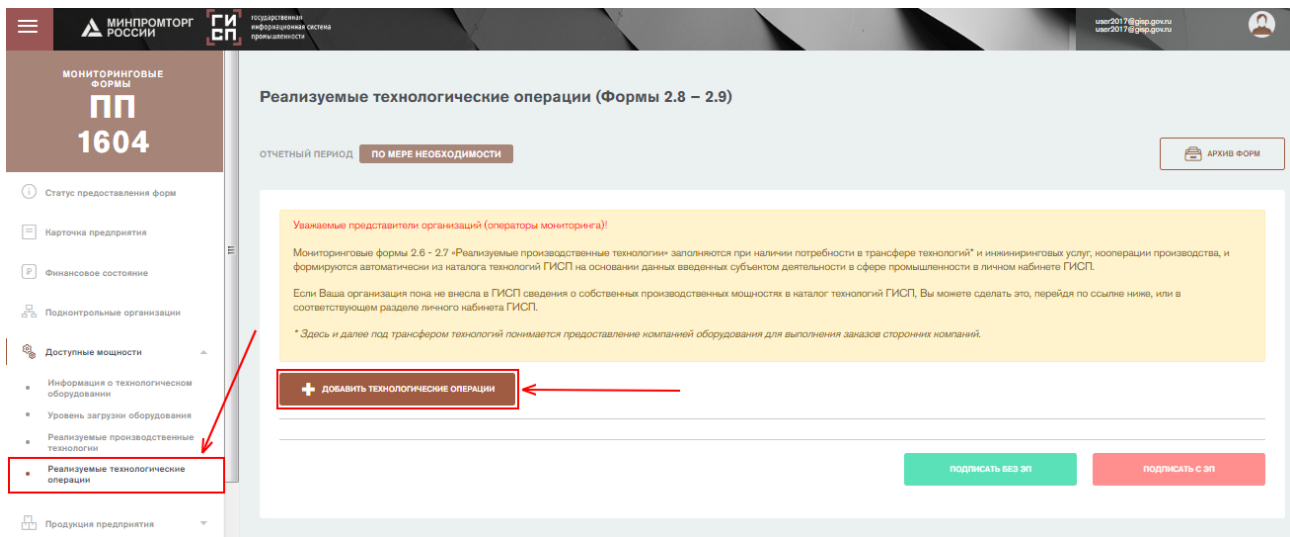 МИНПРОМТОРГ
РОССИИ
ГИСП
государственная
информационная система
промышленности
user2017@gisp.gov.ru
user2017@gisp.gov.ru
МОНИТОРИНГОВЫЕ
ФОРМЫ
ПП
1604
Статус предоставления форм
Карточка предприятия
Финансовое состояние
Подконтрольные организации
Доступные мощности
Информация о технологическом
оборудовании
Уровень загрузки оборудования
Реализуемые производственные
технологии
Реализуемые технологические
операции
Продукция предприятия
Реализуемые технологические операции (Формы 2.8 – 2.9)
ОТЧЕТНЫЙ ПЕРИОД ПО МЕРЕ НЕОБХОДИМОСТИ
АРХИВ ФОРМ
Уважаемые представители организаций (операторы мониторинга)!
Мониторинговые формы 2.6 - 2.7 «Реализуемые производственные технологии» заполняются при наличии потребности в трансфере технологий* и инжиниринговых услуг, кооперации производства, и
формируются автоматически из каталога технологий ГИСП на основании данных введенных субъектом деятельности в сфере промышленности в личном кабинете ГИСП.
Если Ваша организация пока не внесла в ГИСП сведения о собственных производственных мощностях в каталог технологий ГИСП, Вы можете сделать это, перейдя по ссылке ниже, или в
соответствующем разделе личного кабинета ГИСП.
* Здесь и далее под трансфером технологий понимается предоставление компанией оборудования для выполнения заказов сторонних компаний.
ДОБАВИТЬ ТЕХНОЛОГИЧЕСКИЕ ОПЕРАЦИИ
ПОДПИСАТЬ БЕЗ ЭП
ПОДПИСАТЬ С ЭП